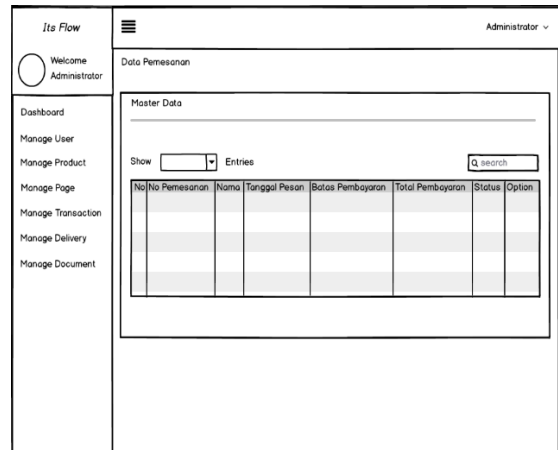 Its Flow
Administrator
Welcome
Administrator
Data Pemesanan
Dashboard
Manage User
Manage Product
Manage Page
Manage Transaction
Manage Delivery
Manage Document
Master Data
Show Entries
search
No No Pemesanan Nama Tanggal Pesan Batas Pembayaran Total Pembayaran Status Option